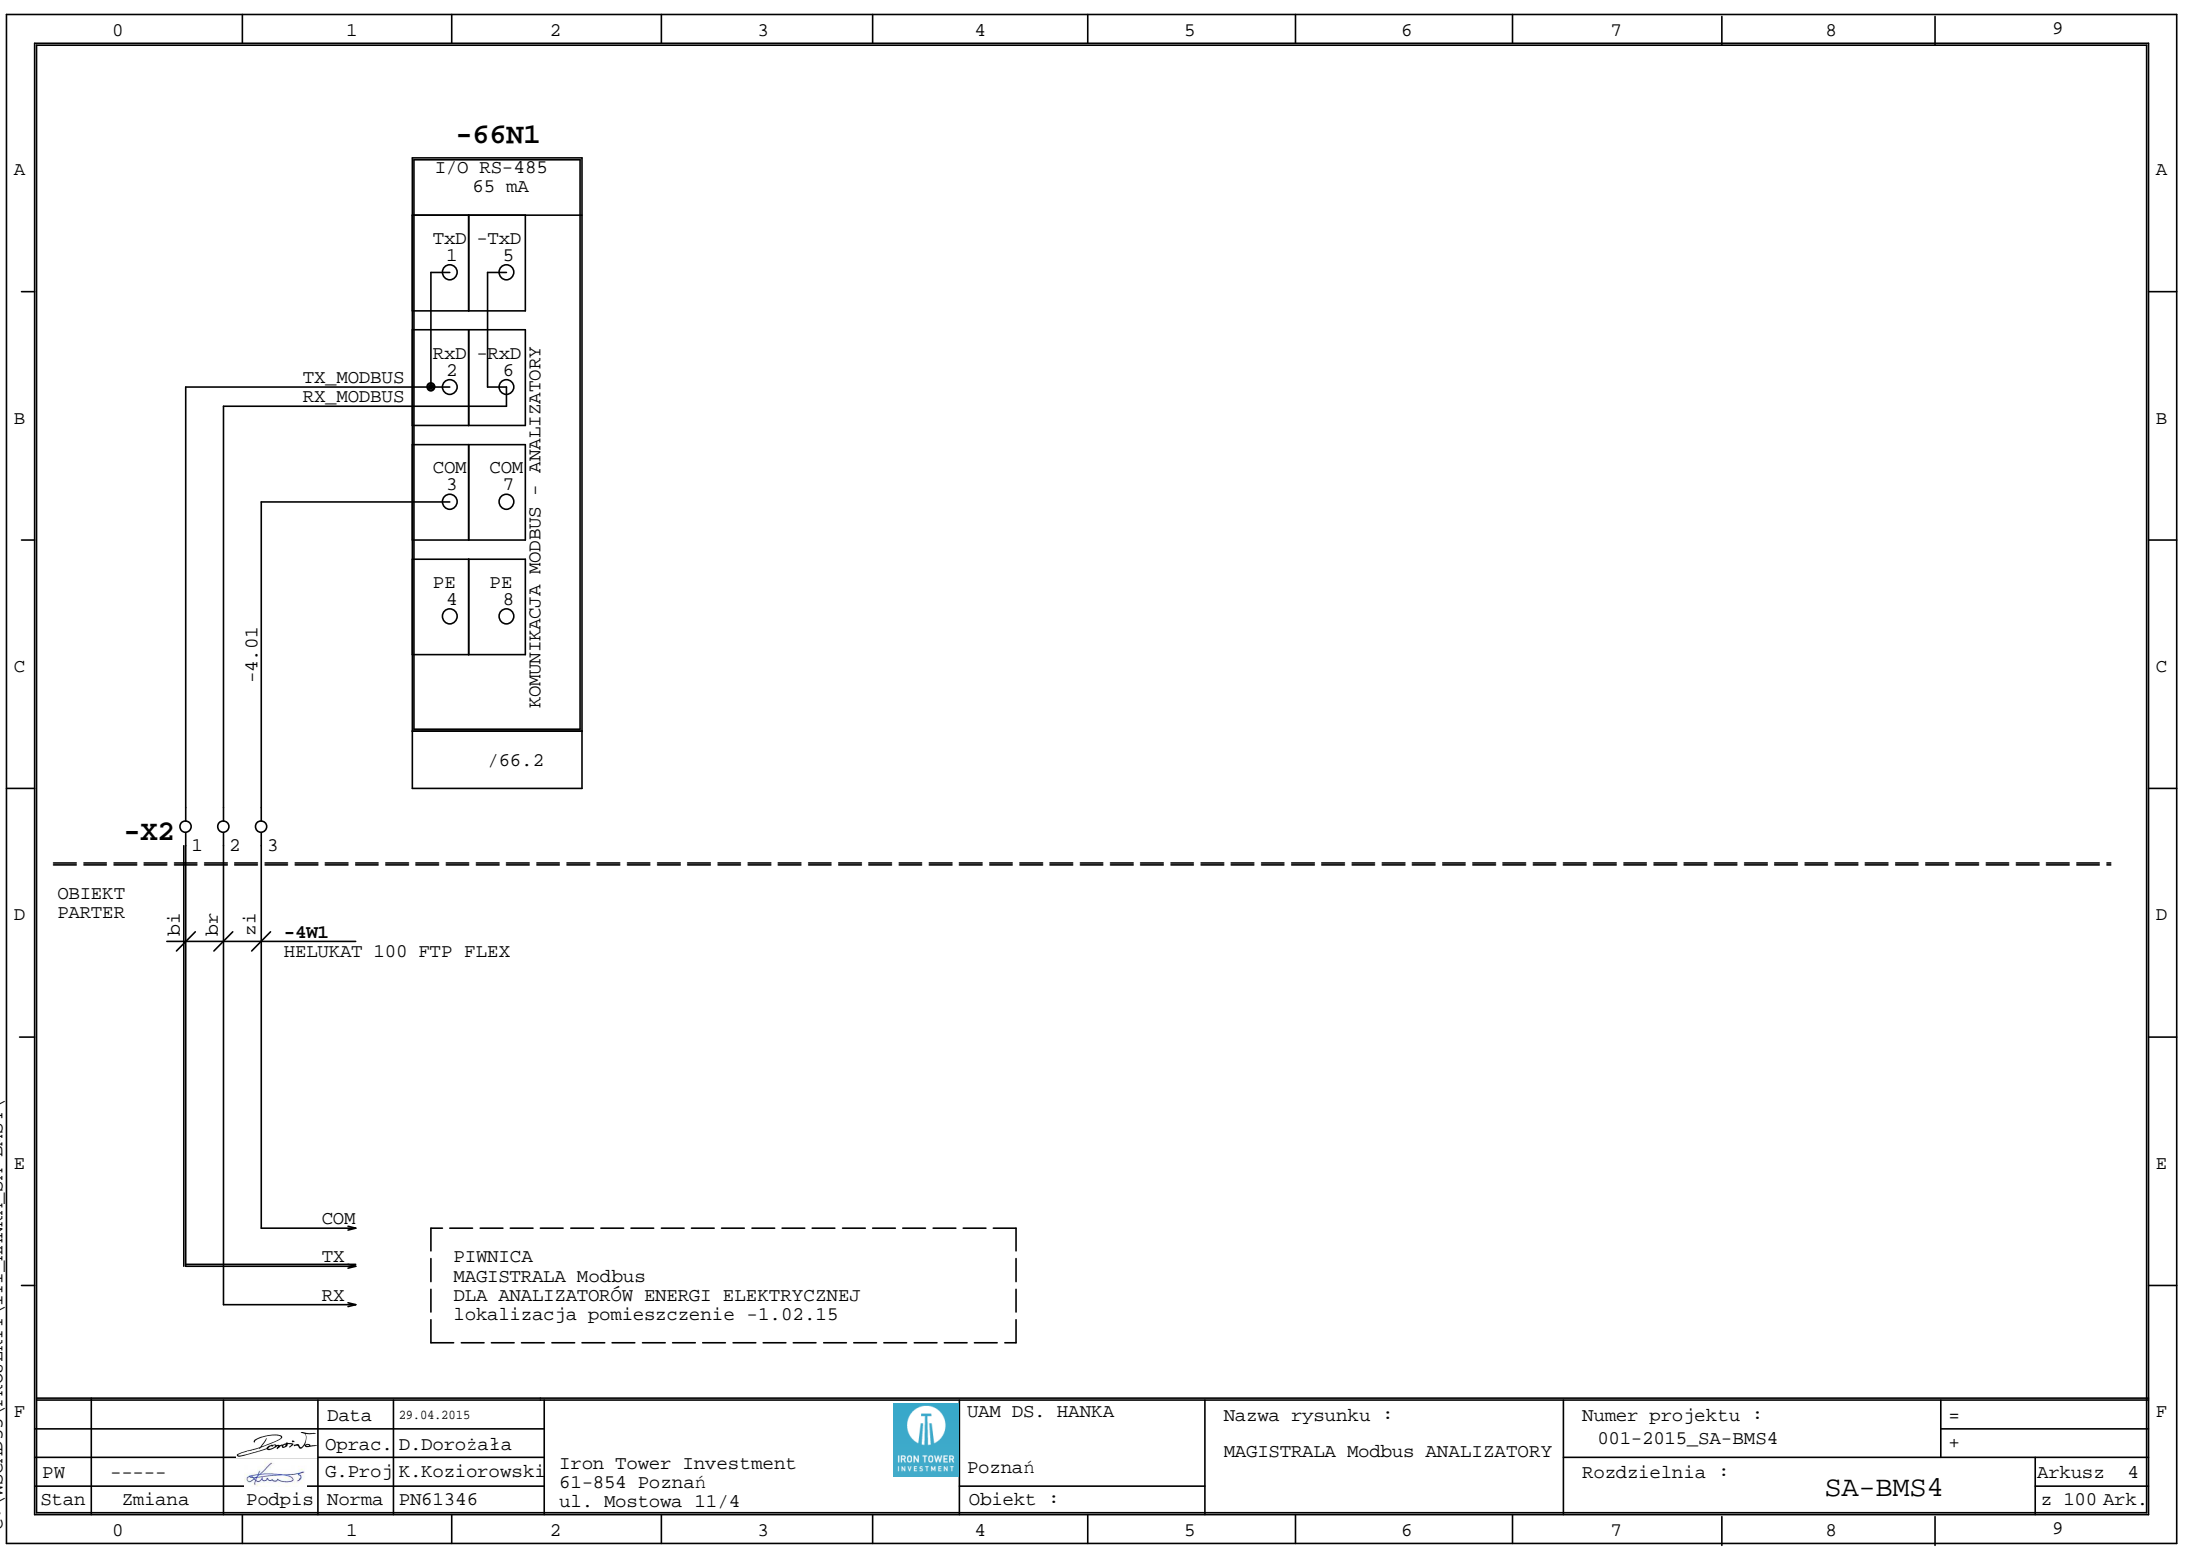 0 1 2 3 4 5 6 7 8 9
-66N1
I/O RS-485
65 mA
A A
TxD -TxD
1 5
RxD -RxD
2 6
TX_MODBUS
RX_MODBUS
B B
COM COM
3 7
KOMUNIKACJA MODBUS - ANALIZATORY
PE PE
4 8
-4.01
C C
/66.2
-X2 1 2 3
OBIEKT
PARTER
D D
bi br zi
-4W1
HELUKAT 100 FTP FLEX
E E
COM
TX
RX
PIWNICA
MAGISTRALA Modbus
DLA ANALIZATORÓW ENERGI ELEKTRYCZNEJ
lokalizacja pomieszczenie -1.02.15
F F
Data 29.04.2015
Oprac. D.Dorożała
PW ----- G.Proj K.Koziorowski
Stan Zmiana Podpis Norma PN61346
Iron Tower Investment
61-854 Poznań
ul. Mostowa 11/4
IRON TOWER
INVESTMENT
UAM DS. HANKA
Poznań
Obiekt :
Nazwa rysunku :
MAGISTRALA Modbus ANALIZATORY
Numer projektu :
001-2015_SA-BMS4
=
+
Rozdzielnia :
SA-BMS4
Arkusz 4
z 100 Ark.
0 1 2 3 4 5 6 7 8 9